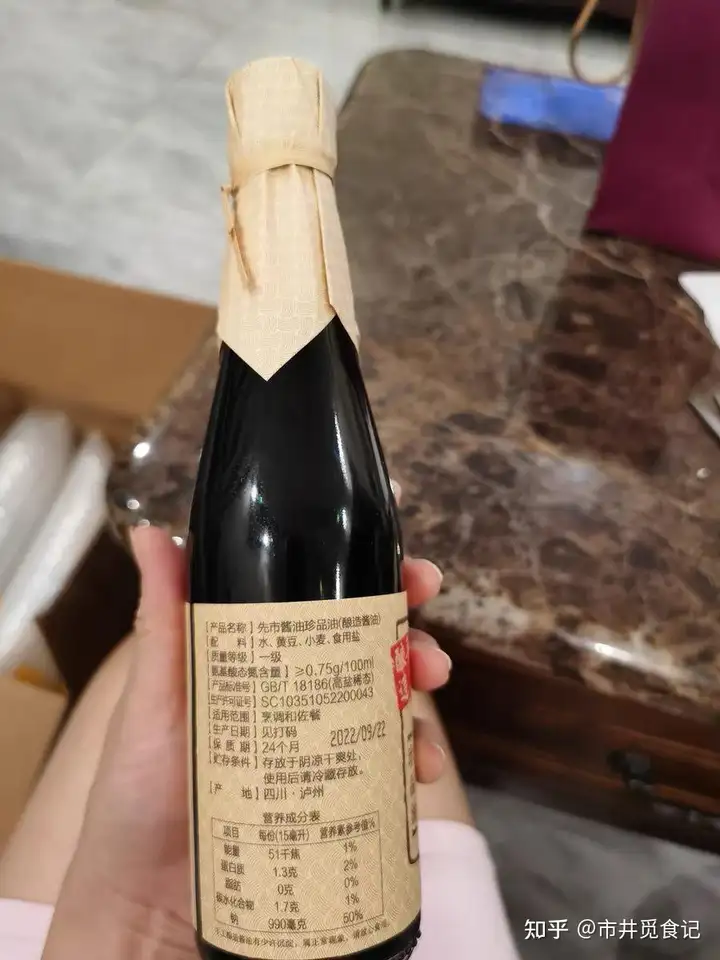 [产品名称] 先市酱油珍品油(酿造酱油)
[配 料] 水、黄豆、小麦、食用盐
[质量等级] 一级
[氨基酸态氮含量] ≥0.75g/100ml
[产品标准号] GB/T 18186(高盐稀态)
[生产许可证号] SC10351052200043
[适用范围] 烹调和佐餐
[生产日期] 见打码 2022/09/22
[保 质 期] 24个月
[贮存条件] 存放于阴凉干爽处,
使用后请冷藏存放。
[产 地] 四川·泸州
营养成分表
项目 每份(15毫升) 营养素参考值%
能量 51千焦 1%
蛋白质 1.3克 2%
脂肪 0克 0%
碳水化合物 1.7克 1%
钠 990毫克 50%
知乎 @市井觅食记